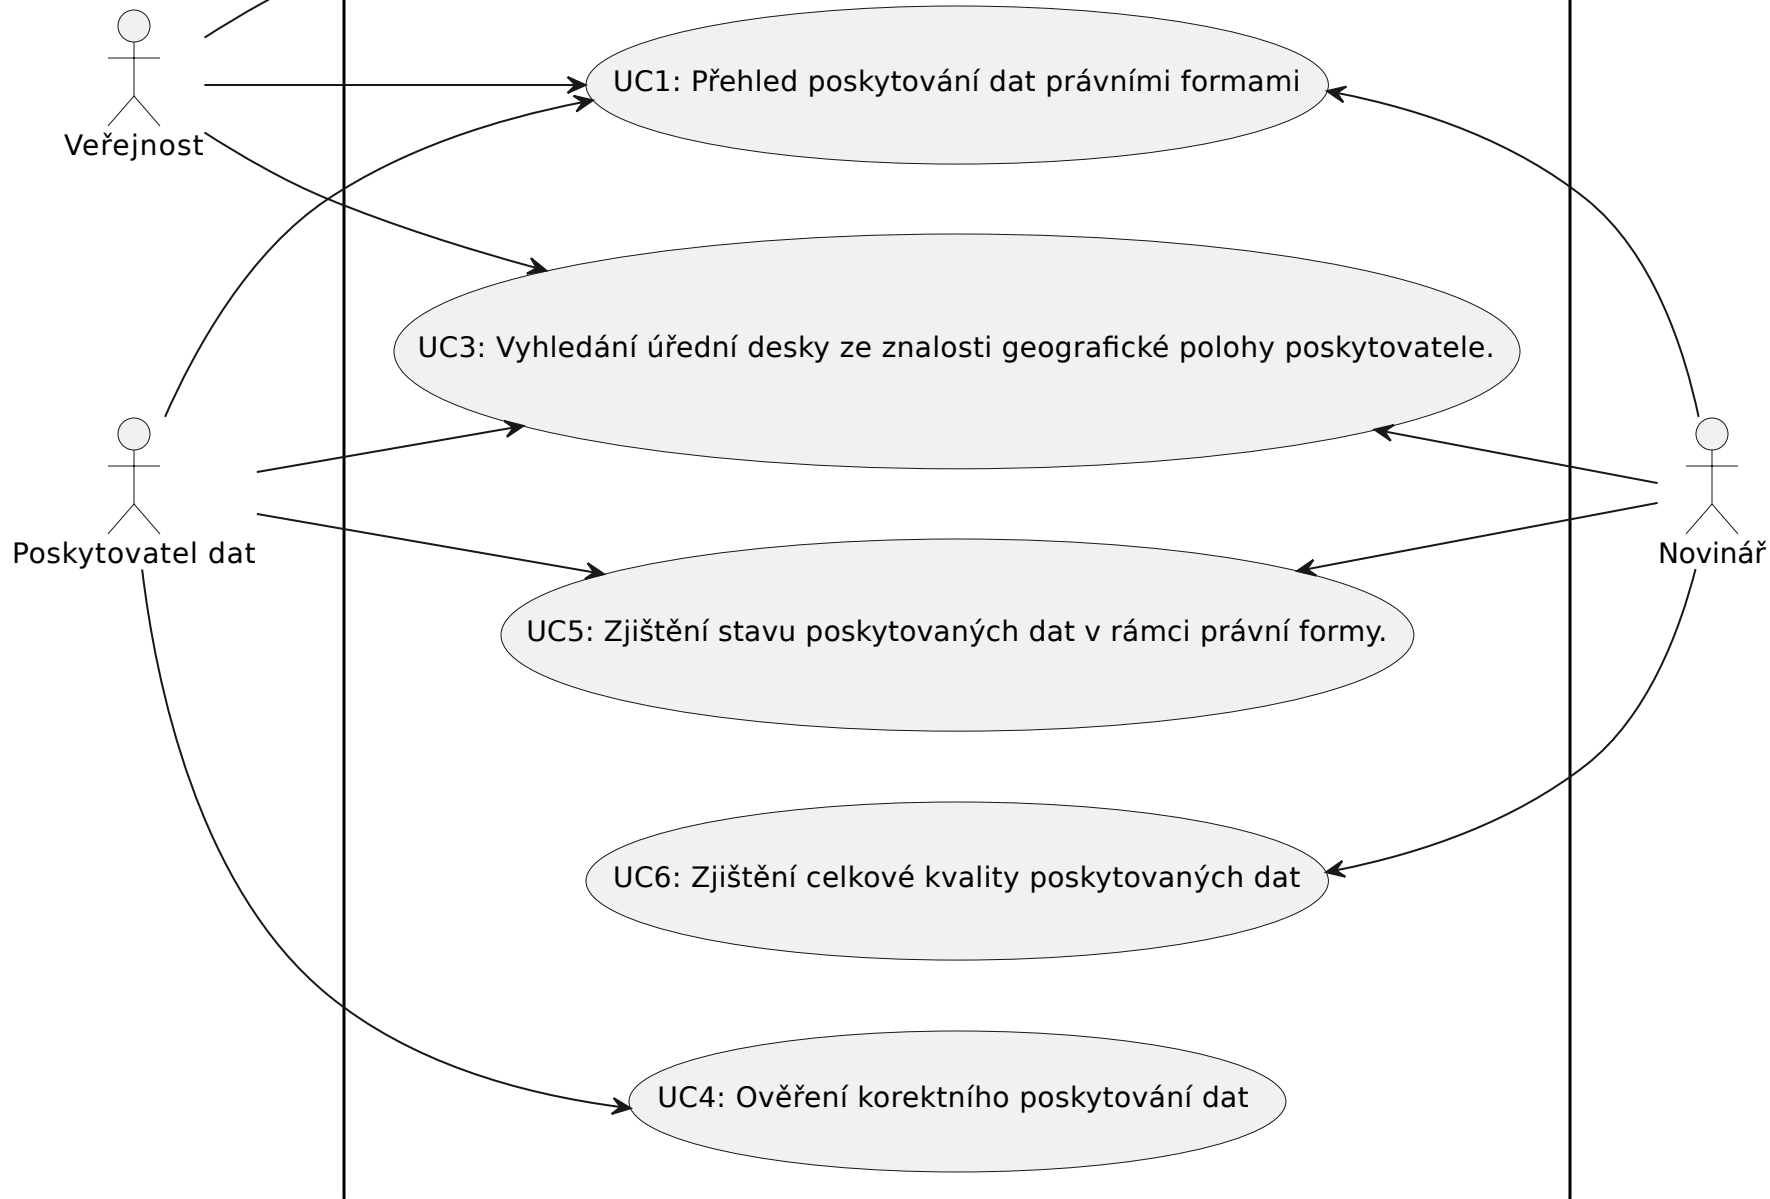 UC1: Přehled poskytování dat právními formami
Veřejnost
UC3: Vyhledání úřední desky ze znalosti geografické polohy poskytovatele.
Poskytovatel dat
Novinář
UC5: Zjištění stavu poskytovaných dat v rámci právní formy.
UC6: Zjištění celkové kvality poskytovaných dat
UC4: Ověření korektního poskytování dat